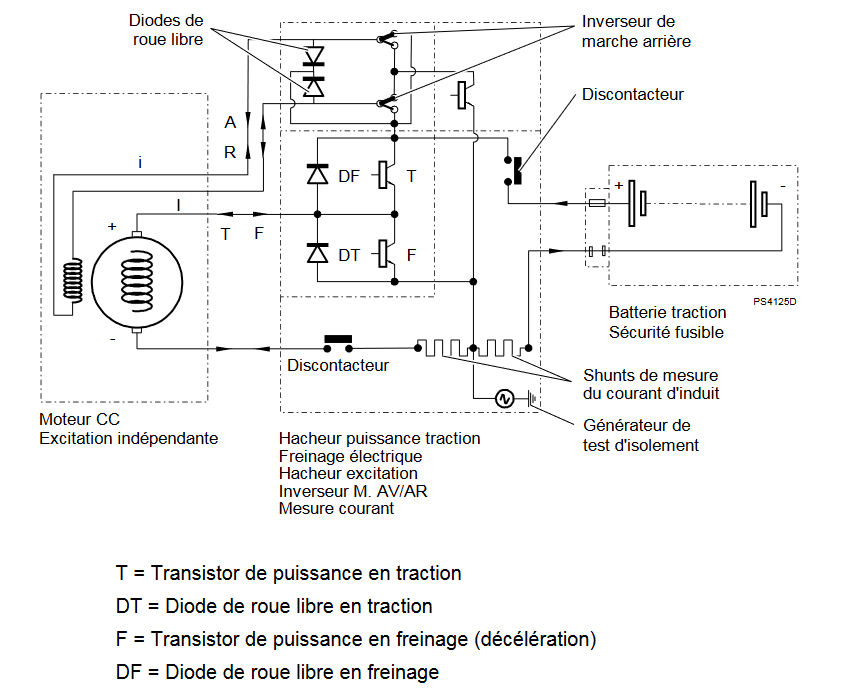 Diodes de
roue libre
Inverseur de
marche arrière
Discontacteur
A
R
i
DF
T
I
+
-
+
T F
DT
F
-
PS4125D
Batterie traction
Sécurité fusible
Discontacteur
Shunts de mesure
du courant d'induit
Moteur CC
Excitation indépendante
Générateur de
test d'isolement
Hacheur puissance traction
Freinage électrique
Hacheur excitation
Inverseur M. AV/AR
Mesure courant
T = Transistor de puissance en traction
DT = Diode de roue libre en traction
F = Transistor de puissance en freinage (décélération)
DF = Diode de roue libre en freinage